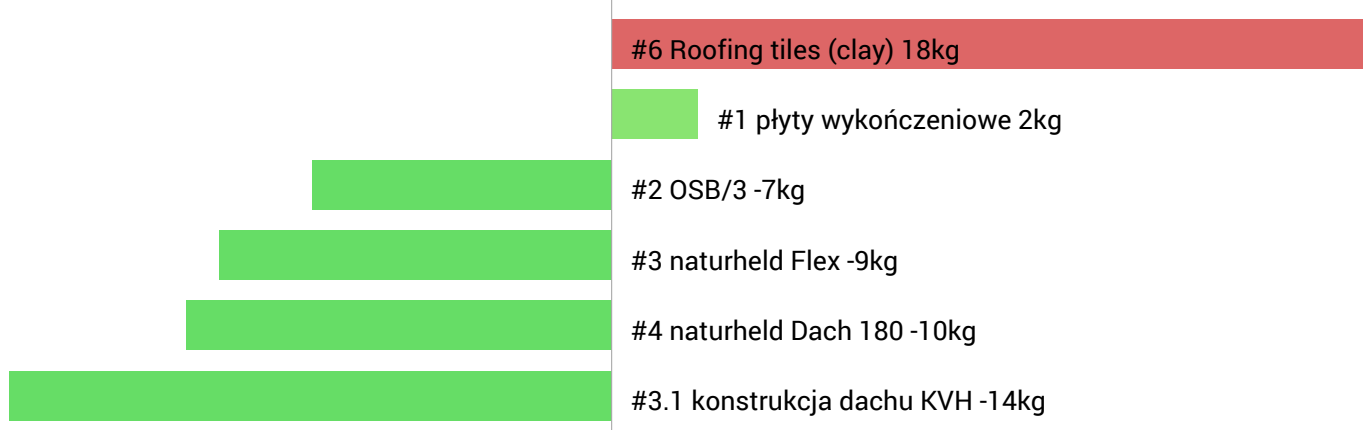 #6 Roofing tiles (clay) 18kg
#1 płyty wykończeniowe 2kg
#2 OSB/3 -7kg
#3 naturheld Flex -9kg
#4 naturheld Dach 180 -10kg
#3.1 konstrukcja dachu KVH -14kg